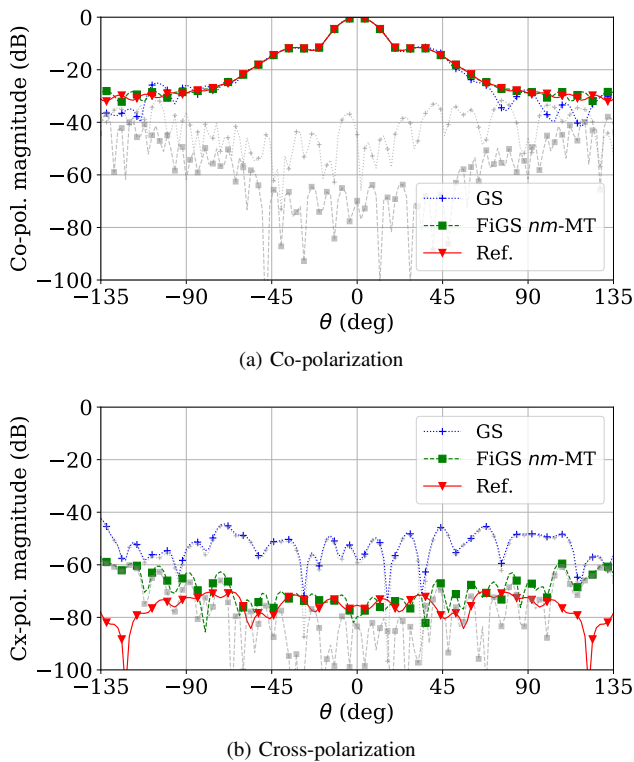 0
−20
−40
−60
−80
−100
Co-pol. magnitude (dB)
GS
FiGS nm-MT
Ref.
−135 −90 −45 0 45 90 135
θ (deg)
(a) Co-polarization
0
−20
−40
−60
−80
−100
Cx-pol. magnitude (dB)
GS
FiGS nm-MT
Ref.
−135 −90 −45 0 45 90 135
θ (deg)
(b) Cross-polarization